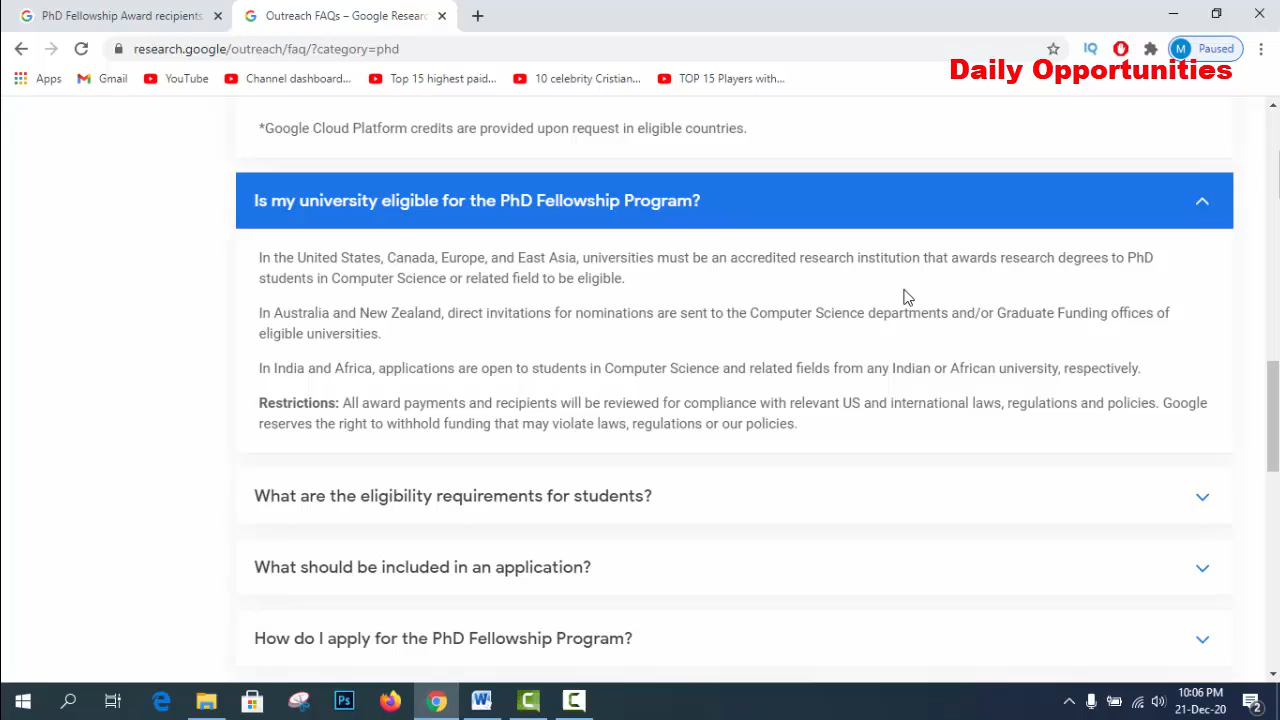 PhD Fellowship Award recipients
Outreach FAQs – Google Researc
research.google/outreach/faq/?category=phd
IQ
M Paused
Apps
Gmail
YouTube
Channel dashboard...
Top 15 highest paid...
10 celebrity Cristian...
TOP 15 Players with...
Daily Opportunities
*Google Cloud Platform credits are provided upon request in eligible countries.
Is my university eligible for the PhD Fellowship Program?
In the United States, Canada, Europe, and East Asia, universities must be an accredited research institution that awards research degrees to PhD
students in Computer Science or related field to be eligible.
In Australia and New Zealand, direct invitations for nominations are sent to the Computer Science departments and/or Graduate Funding offices of
eligible universities.
In India and Africa, applications are open to students in Computer Science and related fields from any Indian or African university, respectively.
Restrictions: All award payments and recipients will be reviewed for compliance with relevant US and international laws, regulations and policies. Google
reserves the right to withhold funding that may violate laws, regulations or our policies.
What are the eligibility requirements for students?
What should be included in an application?
How do I apply for the PhD Fellowship Program?
Ps
10:06 PM
21-Dec-20
2